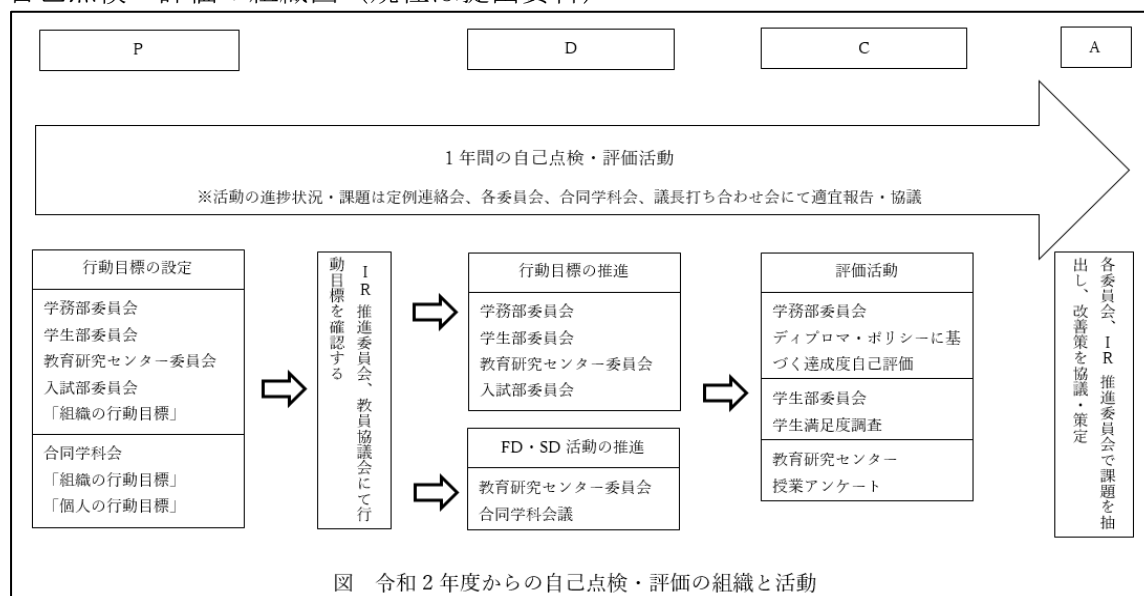 自己点検・評価の組織図（規程は提出資料）
P
D
C
A
1年間の自己点検・評価活動
※活動の進捗状況・課題は定例連絡会、各委員会、合同学科会、議長打ち合わせ会にて適宜報告・協議
行動目標の設定
学務部委員会
学生部委員会
教育研究センター委員会
入試部委員会
「組織の行動目標」
合同学科会
「組織の行動目標」
「個人の行動目標」
IR 推進委員会、教員協議会にて行
動目標を確認する
行動目標の推進
学務部委員会
学生部委員会
教育研究センター委員会
入試部委員会
FD・SD 活動の推進
教育研究センター委員会
合同学科会議
評価活動
学務部委員会
ディプロマ・ポリシーに基
づく達成度自己評価
学生部委員会
学生満足度調査
教育研究センター
授業アンケート
各委員会、IR 推進委員会で課題を抽
出し、改善策を協議・策定
図　令和2年度からの自己点検・評価の組織と活動